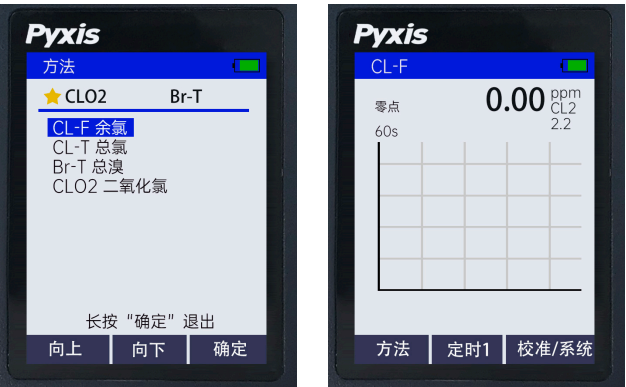 Pyxis
方法
CLO2 Br-T
CL-F 余氯
CL-T 总氯
Br-T 总溴
CLO2 二氧化氯
长按 "确定" 退出
向上 向下 确定
Pyxis
CL-F
零点 0.00 ppm
CL2
60s 2.2
方法 定时1 校准/系统